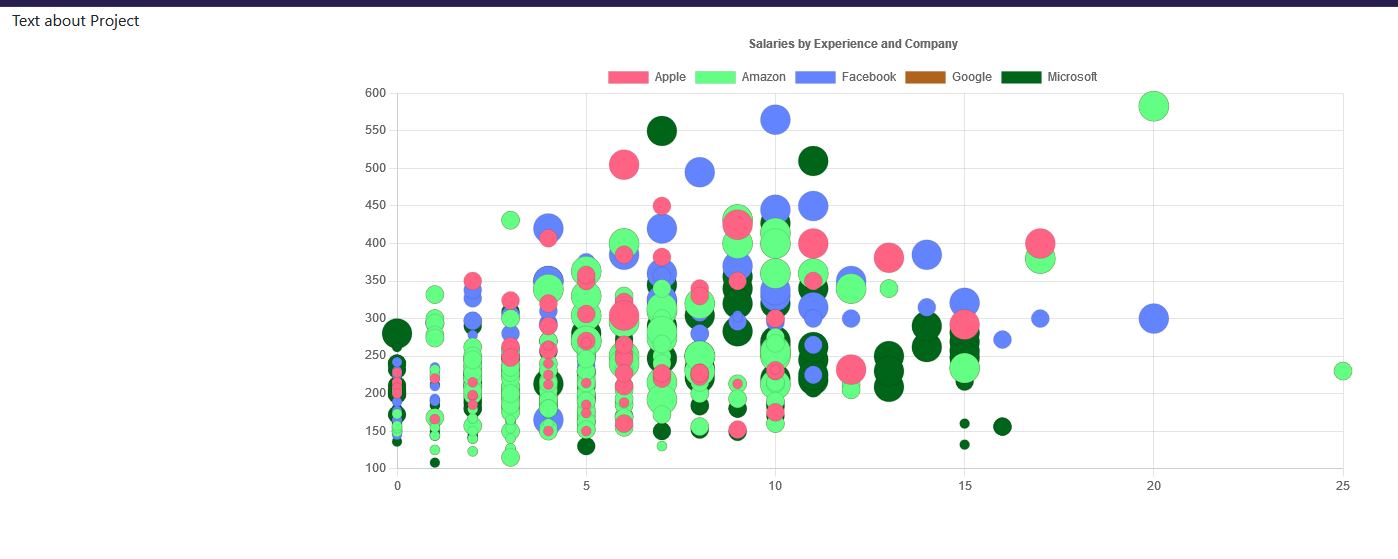 Text about Project
Salaries by Experience and Company
Apple Amazon Facebook Google Microsoft
600
550
500
450
400
350
300
250
200
150
100
0 5 10 15 20 25